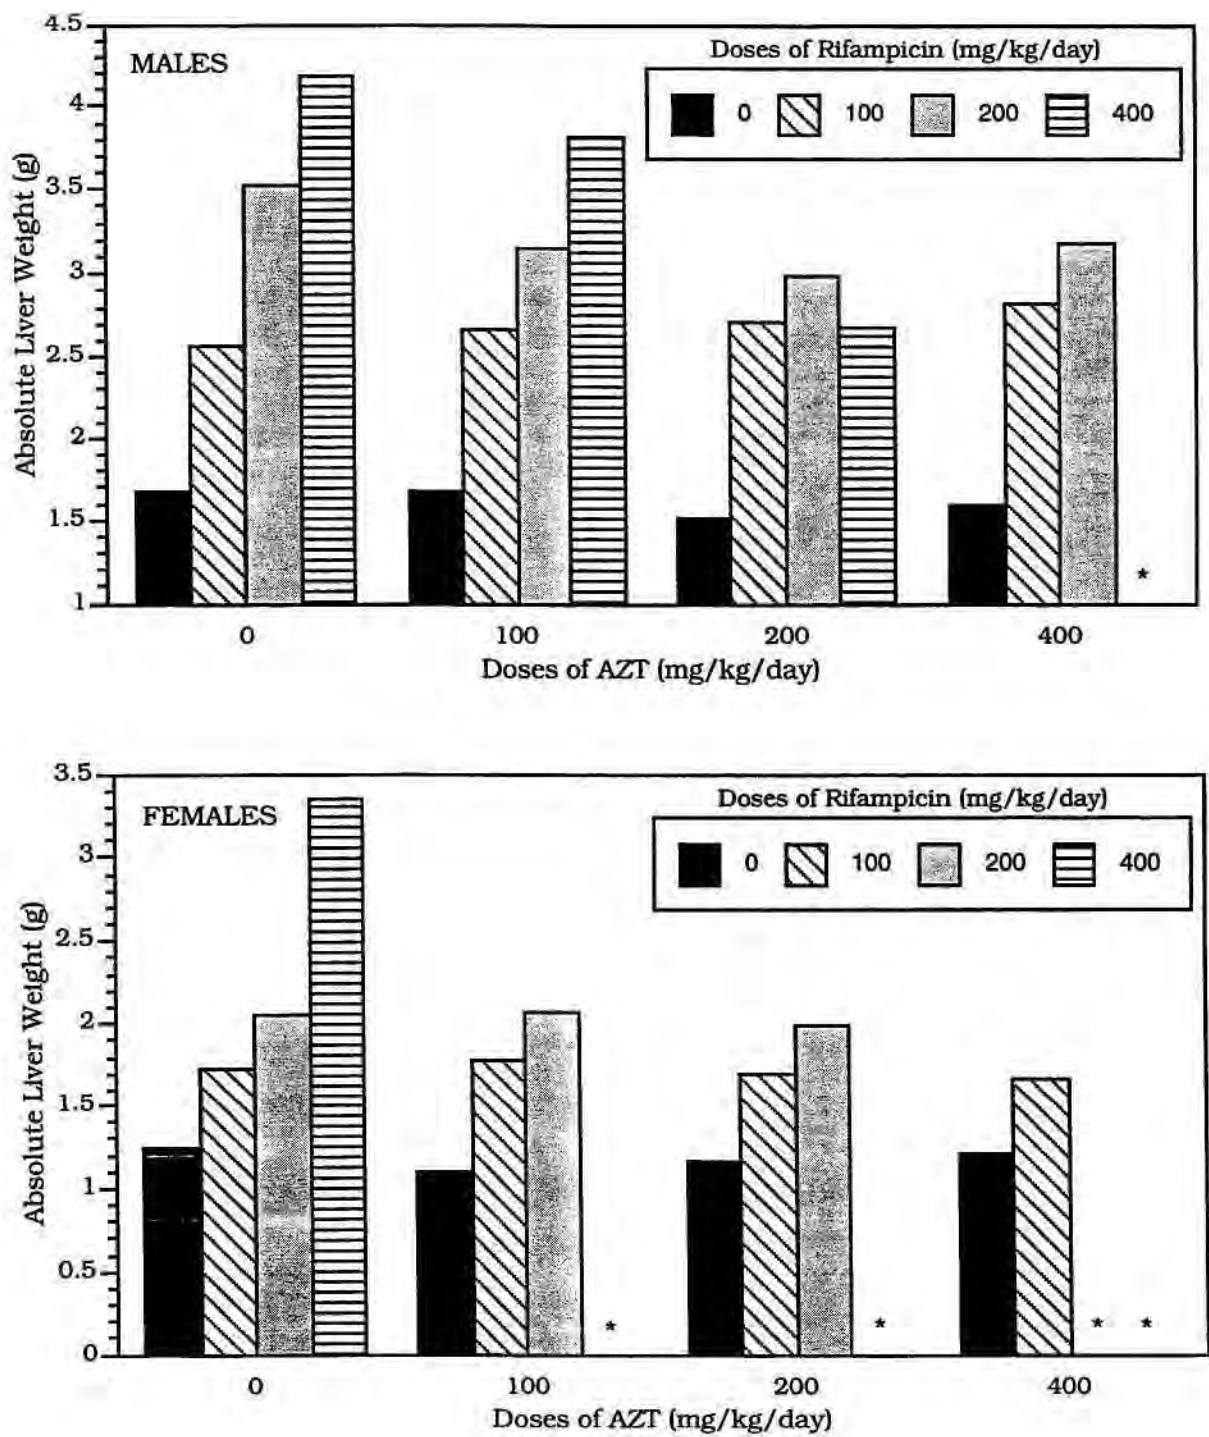 MALES
Doses of Rifampicin (mg/kg/day)
0 100 200 400
Absolute Liver Weight (g)
4.5
4
3.5
3
2.5
2
1.5
1
*
0 100 200 400
Doses of AZT (mg/kg/day)
FEMALES
Doses of Rifampicin (mg/kg/day)
0 100 200 400
Absolute Liver Weight (g)
3.5
3
2.5
2
1.5
1
0.5
0
* * * *
0 100 200 400
Doses of AZT (mg/kg/day)